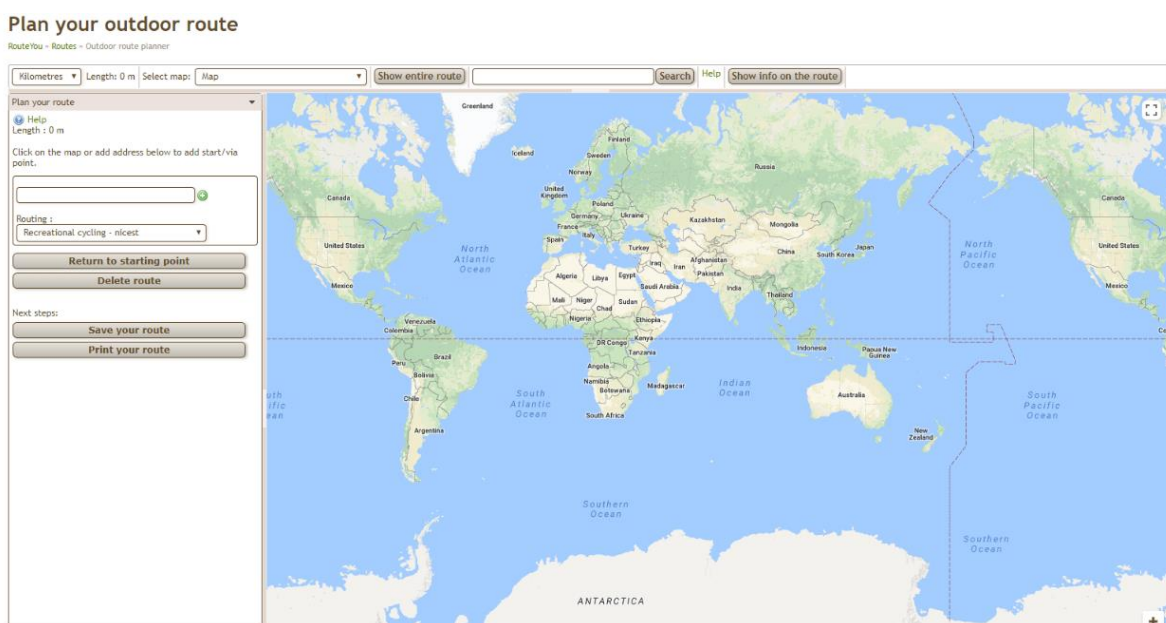 Plan your outdoor route
RouteYou - Routes - Outdoor route planner
Kilometres Length: 0 m Select map: Map Show entire route Search Help Show info on the route
Plan your route
Help
Length : 0 m
Click on the map or add address below to add start/via
point.
Routing :
Recreational cycling - nicest
Return to starting point
Delete route
Next steps:
Save your route
Print your route
Greenland
Iceland
Finland
Sweden
Norway
Russia
United
Kingdom
Poland
Germany
Ukraine
France
Italy
Spain
Turkey
Kazakhstan
Mongolia
Canada
Canada
United States
United States
North
Atlantic
Ocean
Iraq
Iran
Afghanistan
Pakistan
China
Japan
South Korea
North
Pacific
Ocean
Mexico
Mexico
Algeria
Libya
Egypt
Saudi Arabia
India
Thailand
Mali
Niger
Chad
Sudan
Nigeria
Ethiopia
Venezuela
Colombia
DR Congo
Kenya
Tanzania
Indonesia
Papua New
Guinea
Peru
Brazil
Bolivia
Angola
Namibia
Botswana
Madagascar
Indian
Ocean
Chile
South
Atlantic
Ocean
South Africa
Australia
South
Pacific
Ocean
uth
ific
ean
Argentina
New
Zealand
Southern
Ocean
Southern
Ocean
ANTARCTICA